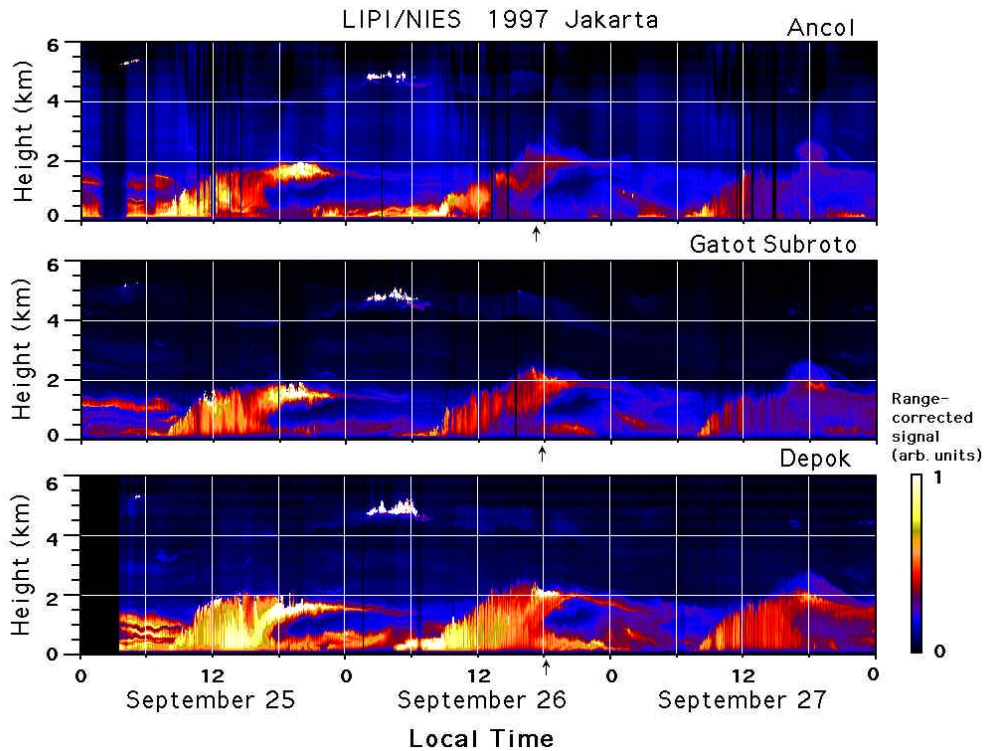 LIPI/NIES 1997 Jakarta
Ancol
6
4
2
0
Height (km)
Gatot Subroto
6
4
2
0
Height (km)
Depok
6
4
2
0
Height (km)
Range-
corrected
signal
(arb. units)
1
0
0 12 0 12 0 12 0
September 25 September 26 September 27
Local Time